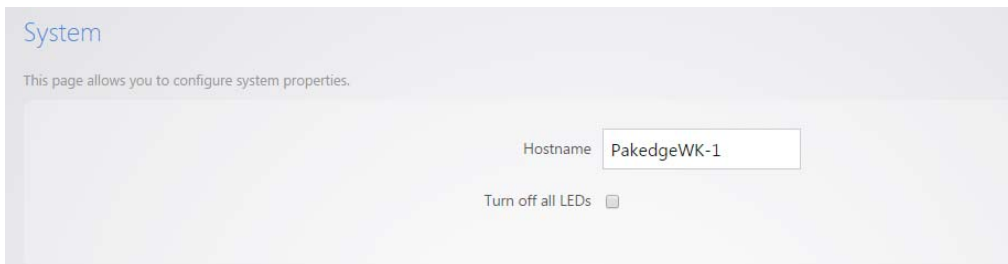 System
This page allows you to configure system properties.
Hostname PakedgeWK-1
Turn off all LEDs